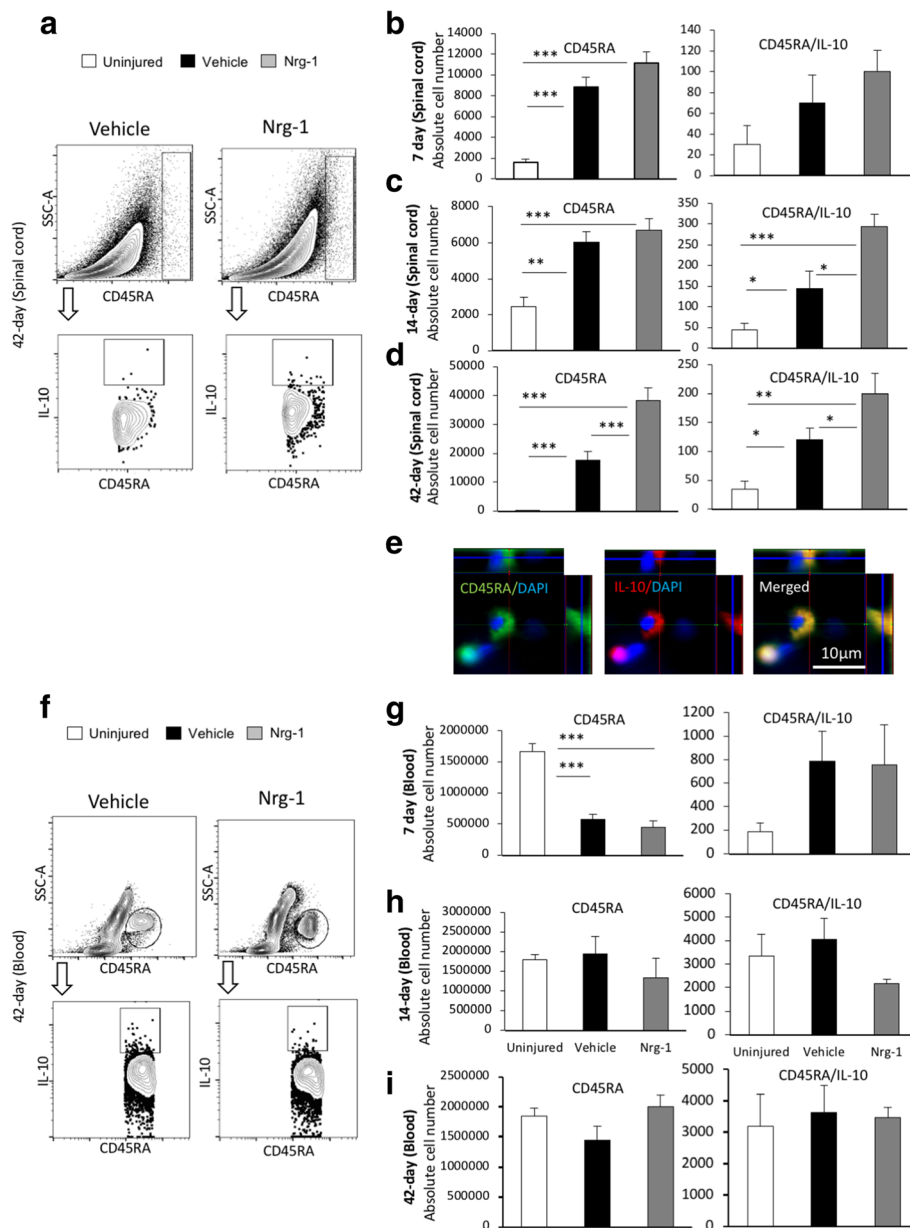 a
Uninjured Vehicle Nrg-1
Vehicle Nrg-1
42-day (Spinal cord)
SSC-A SSC-A
CD45RA CD45RA
IL-10 IL-10
CD45RA CD45RA
b
7 day (Spinal cord)
Absolute cell number
CD45RA
14000
12000
10000
8000
6000
4000
2000
0
***
***
CD45RA/IL-10
140
120
100
80
60
40
20
0
c
14-day (Spinal cord)
Absolute cell number
CD45RA
8000
6000
4000
2000
0
***
**
CD45RA/IL-10
350
300
250
200
150
100
50
0
***
* *
d
42-day (Spinal cord)
Absolute cell number
CD45RA
50000
40000
30000
20000
10000
0
***
***
***
CD45RA/IL-10
250
200
150
100
50
0
**
* *
e
CD45RA/DAPI IL-10/DAPI Merged
10µm
f
Uninjured Vehicle Nrg-1
Vehicle Nrg-1
42-day (Blood)
SSC-A SSC-A
CD45RA CD45RA
IL-10 IL-10
CD45RA CD45RA
g
7 day (Blood)
Absolute cell number
CD45RA
2000000
1500000
1000000
500000
0
***
***
CD45RA/IL-10
1200
1000
800
600
400
200
0
h
14-day (Blood)
Absolute cell number
CD45RA
3000000
2500000
2000000
1500000
1000000
500000
0
Uninjured Vehicle Nrg-1
CD45RA/IL-10
6000
5000
4000
3000
2000
1000
0
Uninjured Vehicle Nrg-1
i
42-day (Blood)
Absolute cell number
CD45RA
2500000
2000000
1500000
1000000
500000
0
CD45RA/IL-10
5000
4000
3000
2000
1000
0